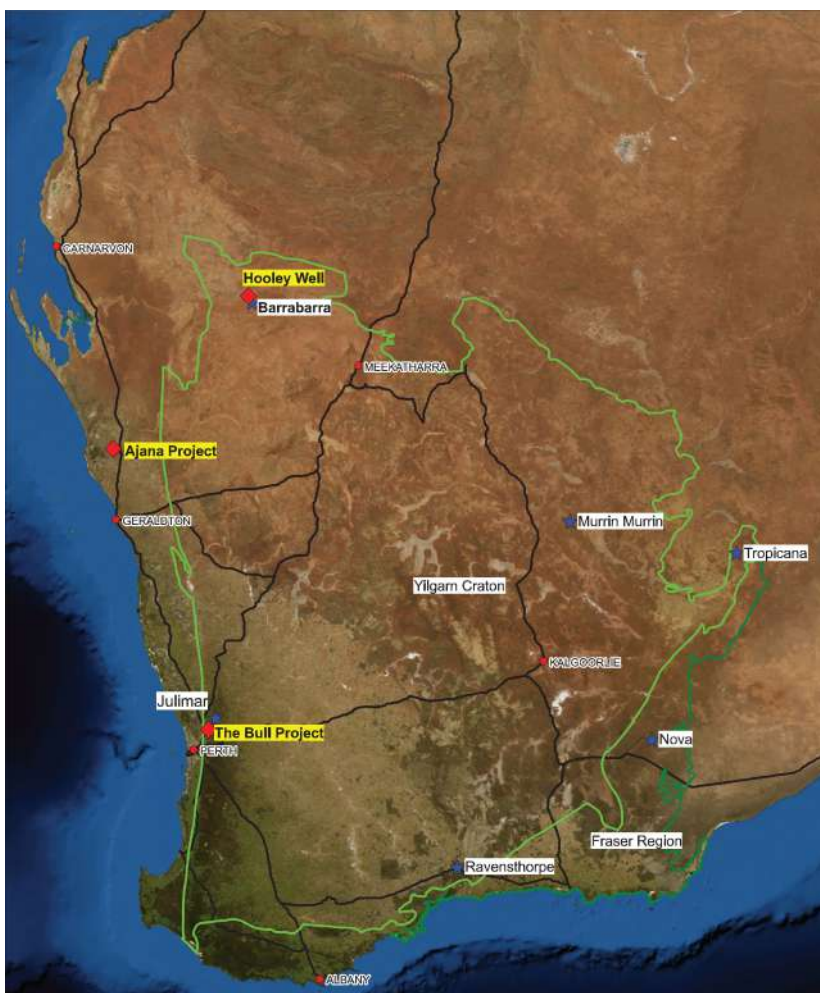 CARNARVON
Hooley Well
Barrabarra
MEEKATHARRA
Ajana Project
GERALDTON
Murrin Murrin
Tropicana
Yilgarn Craton
KALGOORLIE
Julimar
The Bull Project
PERTH
Nova
Fraser Region
Ravensthorpe
ALBANY